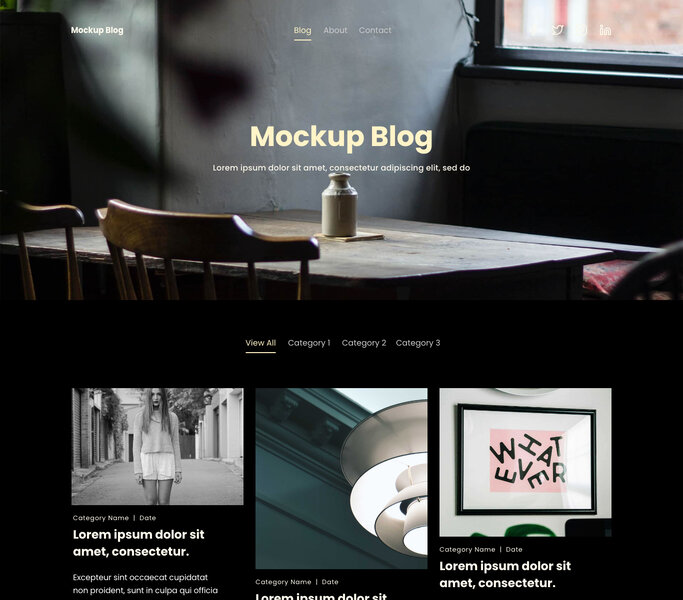 Mockup Blog
Blog About Contact
Mockup Blog
Lorem ipsum dolor sit amet, consectetur adipiscing elit, sed do
View All Category 1 Category 2 Category 3
Category Name | Date
Lorem ipsum dolor sit
amet, consectetur.
Excepteur sint occaecat cupidatat
non proident, sunt in culpa qui officia
Category Name | Date
Lorem ipsum dolor sit
WHAT
EVER
Category Name | Date
Lorem ipsum dolor sit
amet, consectetur.